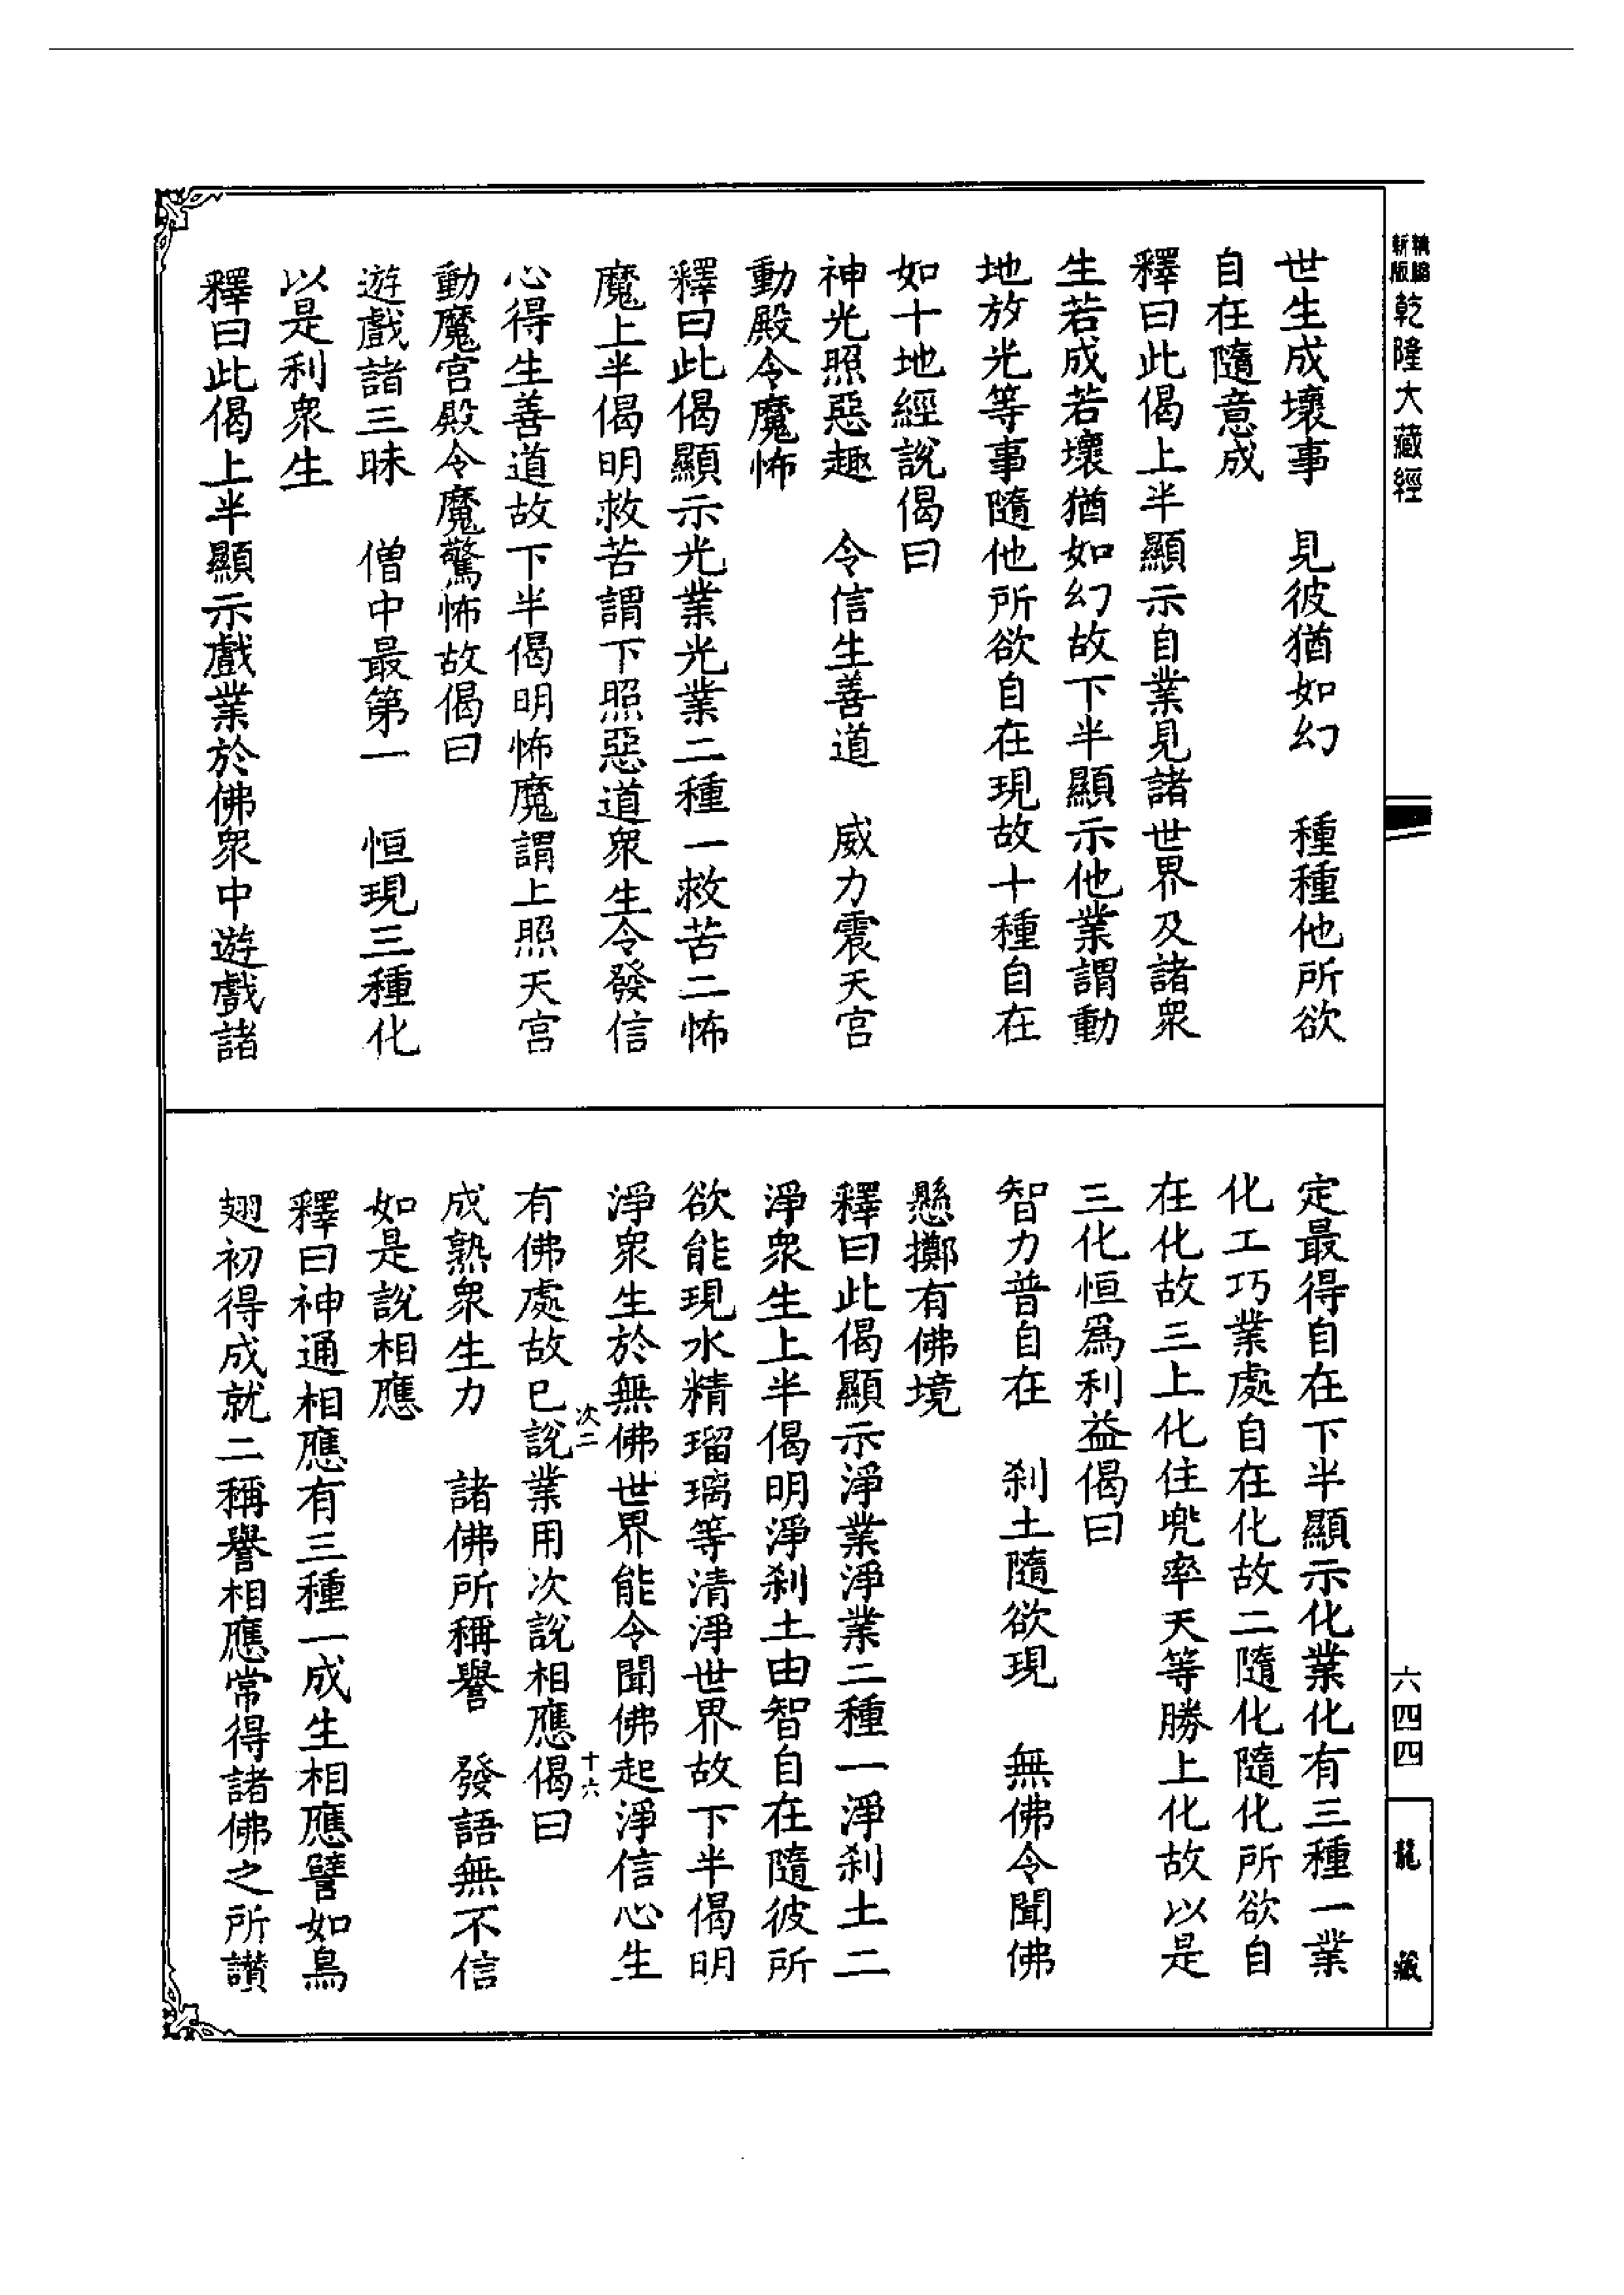 新編
新版
乾隆大藏經
世生成壞事　見彼猶如幻　種種他所欲
自在隨意成
釋曰此偈上半顯示自業見諸世界及諸衆
生若成若壞猶如幻故下半顯示他業謂動
地放光等事隨他所欲自在現故十種自在
如十地經說偈曰
神光照惡趣　令信生善道　威力震天宮
動殿令魔怖
釋曰此偈顯示光業光業二種一救苦二怖
魔上半偈明救苦謂下照惡道衆生令發信
心得生善道故下半偈明怖魔謂上照天宮
動魔宮殿令魔驚怖故偈曰
遊戲諸三昧　僧中最第一　恒現三種化
以是利衆生
釋曰此偈上半顯示戲業於佛衆中遊戲諸
定最得自在下半顯示化業化有三種一業
化工巧業處自在化故二隨化隨化所欲自
在化故三上化住兠率天等勝上化故以是
三化恒爲利益偈曰
智力普自在　刹土隨欲現　無佛令聞佛
懸擲有佛境
釋曰此偈顯示淨業淨業二種一淨刹土二
淨衆生上半偈明淨刹土由智自在隨彼所
欲能現水精瑠璃等清淨世界故下半偈明
淨衆生於無佛世界能令聞佛起淨信心生
有佛處故已說業用次說相應偈曰
次二
十六
成熟衆生力　諸佛所稱譽　發語無不信
如是說相應
釋曰神通相應有三種一成生相應譬如鳥
翅初得成就二稱譽相應常得諸佛之所讃
六四四
龍藏